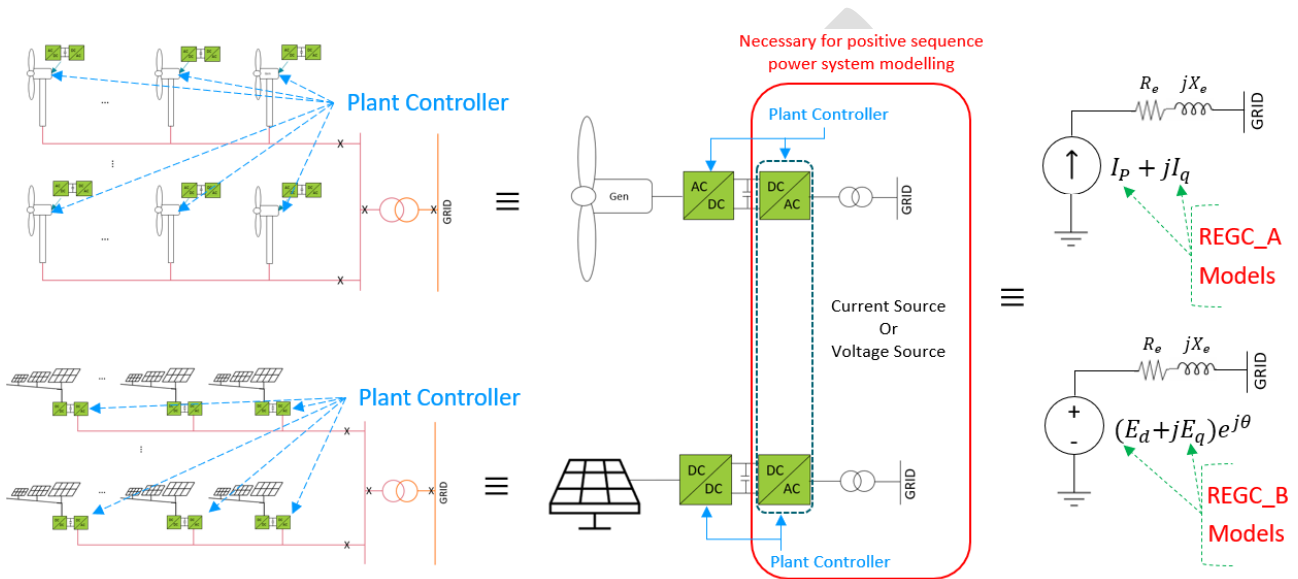 Plant Controller
...
...
...
GRID
X
X
X
X
≡
Plant Controller
...
...
...
GRID
X
X
X
X
≡
Necessary for positive sequence
power system modelling
Plant Controller
Gen
AC
DC
DC
AC
GRID
Current Source
Or
Voltage Source
DC
DC
DC
AC
GRID
Plant Controller
≡
Rₑ jXₑ
GRID
I_P + jI_q
REGC_A
Models
Rₑ jXₑ
GRID
+
-
(E_d+jE_q)e^{jθ}
REGC_B
Models